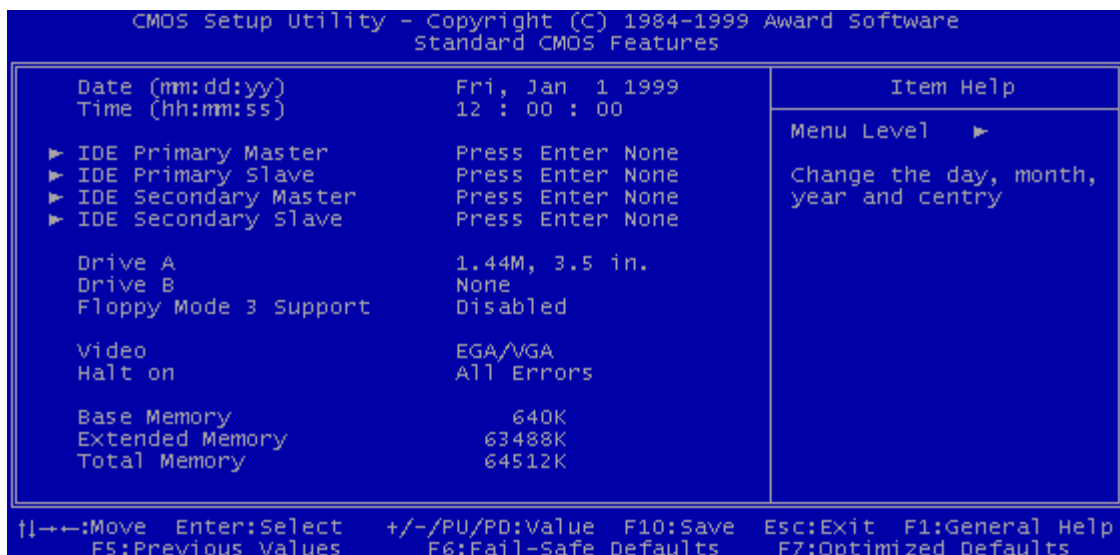 CMOS Setup Utility - Copyright (C) 1984-1999 Award Software
Standard CMOS Features
Date (mm:dd:yy) Fri, Jan 1 1999
Time (hh:mm:ss) 12 : 00 : 00
► IDE Primary Master Press Enter None
► IDE Primary Slave Press Enter None
► IDE Secondary Master Press Enter None
► IDE Secondary Slave Press Enter None
Drive A 1.44M, 3.5 in.
Drive B None
Floppy Mode 3 Support Disabled
Video EGA/VGA
Halt on All Errors
Base Memory 640K
Extended Memory 63488K
Total Memory 64512K
Item Help
Menu Level ►
Change the day, month,
year and centry
↑↓→←:Move Enter:Select +/-/PU/PD:Value F10:Save Esc:Exit F1:General Help
F5:Previous Values F6:Fail-Safe Defaults F7:Optimized Defaults